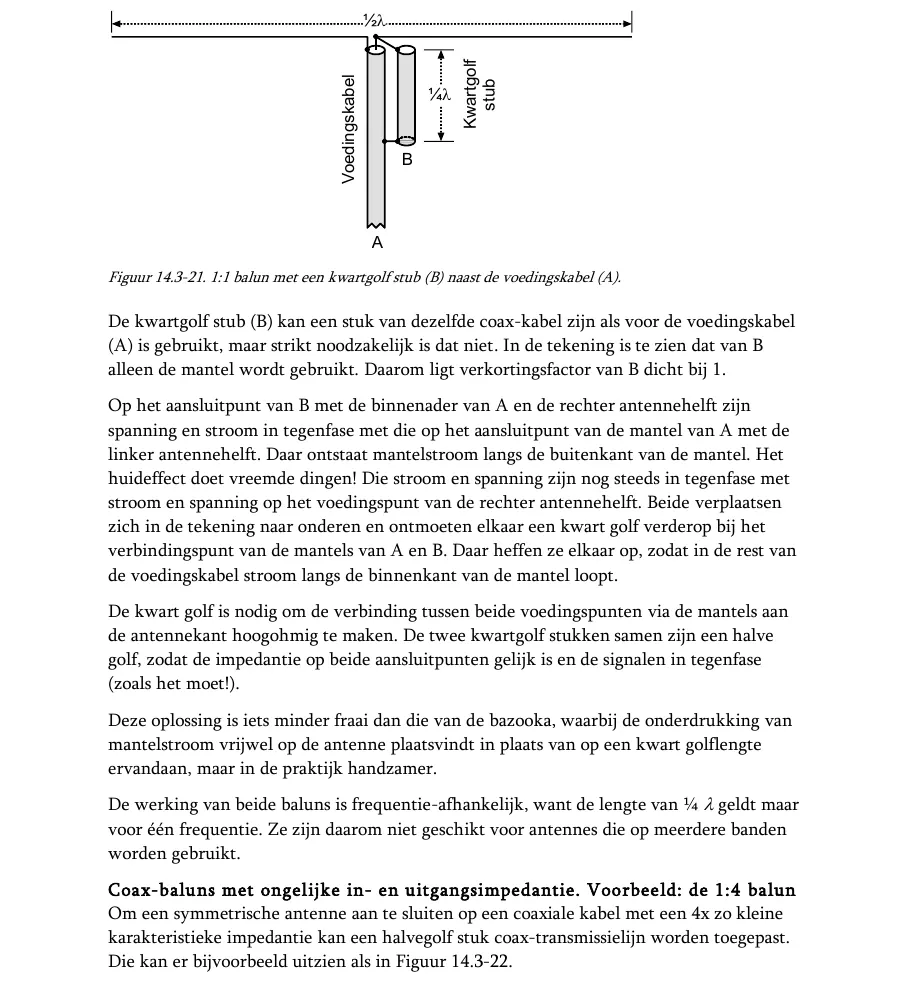 ½λ
Voedingskabel
¼λ
Kwartgolf
stub
B
A
Figuur 14.3-21. 1:1 balun met een kwartgolf stub (B) naast de voedingskabel (A).
De kwartgolf stub (B) kan een stuk van dezelfde coax-kabel zijn als voor de voedingskabel
(A) is gebruikt, maar strikt noodzakelijk is dat niet. In de tekening is te zien dat van B
alleen de mantel wordt gebruikt. Daarom ligt verkortingsfactor van B dicht bij 1.
Op het aansluitpunt van B met de binnenader van A en de rechter antennehelft zijn
spanning en stroom in tegenfase met die op het aansluitpunt van de mantel van A met de
linker antennehelft. Daar ontstaat mantelstroom langs de buitenkant van de mantel. Het
huideffect doet vreemde dingen! Die stroom en spanning zijn nog steeds in tegenfase met
stroom en spanning op het voedingspunt van de rechter antennehelft. Beide verplaatsen
zich in de tekening naar onderen en ontmoeten elkaar een kwart golf verderop bij het
verbindingspunt van de mantels van A en B. Daar heffen ze elkaar op, zodat in de rest van
de voedingskabel stroom langs de binnenkant van de mantel loopt.
De kwart golf is nodig om de verbinding tussen beide voedingspunten via de mantels aan
de antennekant hoogohmig te maken. De twee kwartgolf stukken samen zijn een halve
golf, zodat de impedantie op beide aansluitpunten gelijk is en de signalen in tegenfase
(zoals het moet!).
Deze oplossing is iets minder fraai dan die van de bazooka, waarbij de onderdrukking van
mantelstroom vrijwel op de antenne plaatsvindt in plaats van op een kwart golflengte
ervandaan, maar in de praktijk handzamer.
De werking van beide baluns is frequentie-afhankelijk, want de lengte van ¼ λ geldt maar
voor één frequentie. Ze zijn daarom niet geschikt voor antennes die op meerdere banden
worden gebruikt.
Coax-baluns met ongelijke in- en uitgangsimpedantie. Voorbeeld: de 1:4 balun
Om een symmetrische antenne aan te sluiten op een coaxiale kabel met een 4x zo kleine
karakteristieke impedantie kan een halvegolf stuk coax-transmissielijn worden toegepast.
Die kan er bijvoorbeeld uitzien als in Figuur 14.3-22.